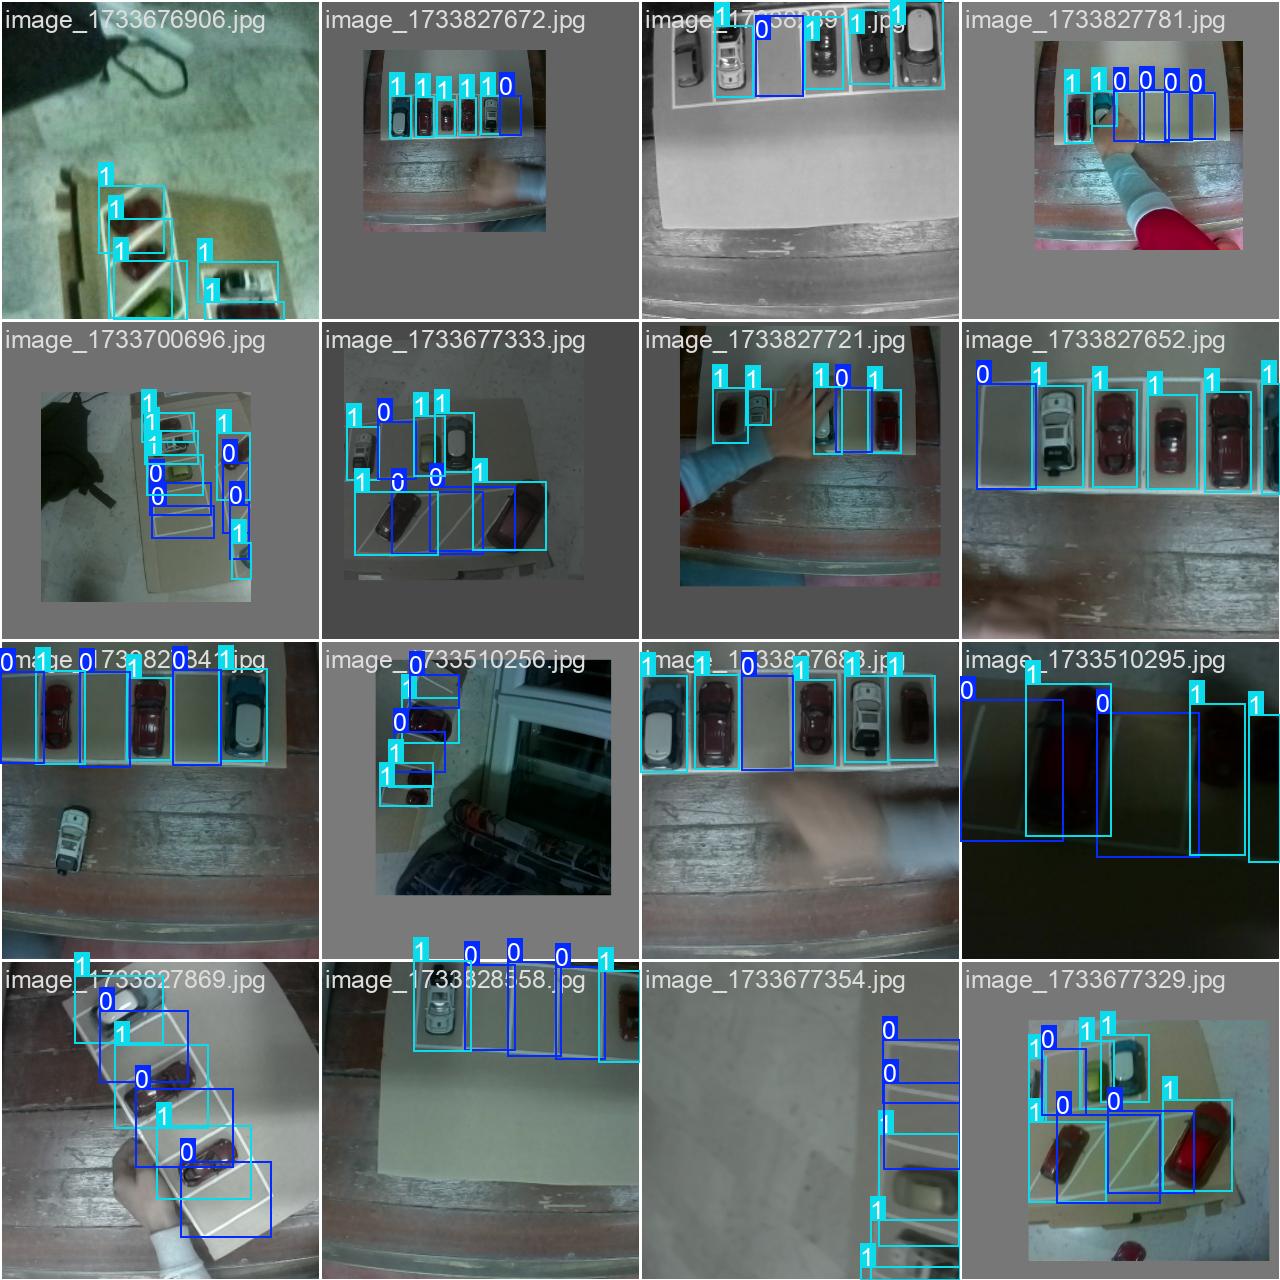 image_1733676906.jpg
image_1733827672.jpg
image_1733827781.jpg
image_1733700696.jpg
image_1733677333.jpg
image_1733827721.jpg
image_1733827652.jpg
image_1733510256.jpg
image_1733510295.jpg
image_1733827869.jpg
image_1733828558.jpg
image_1733677354.jpg
image_1733677329.jpg
1 1 1 1 1
1 1 1 1 1 0
1 0 1 1 1
1 1 0 0 0 0
1 1 1 0 0 1 0 0 1
1 0 1 1 1 0 0 1
1 1 1 0 1
0 1 1 1 1 1
0 1 0 1 0 1
0 1 0 1 1
1 1 0 1 1 1
0 1 0 1 1
1 0 1 0 1 0
1 0 0 0 1
0 0 1 1 1
1 0 1 1 1 0 0 1